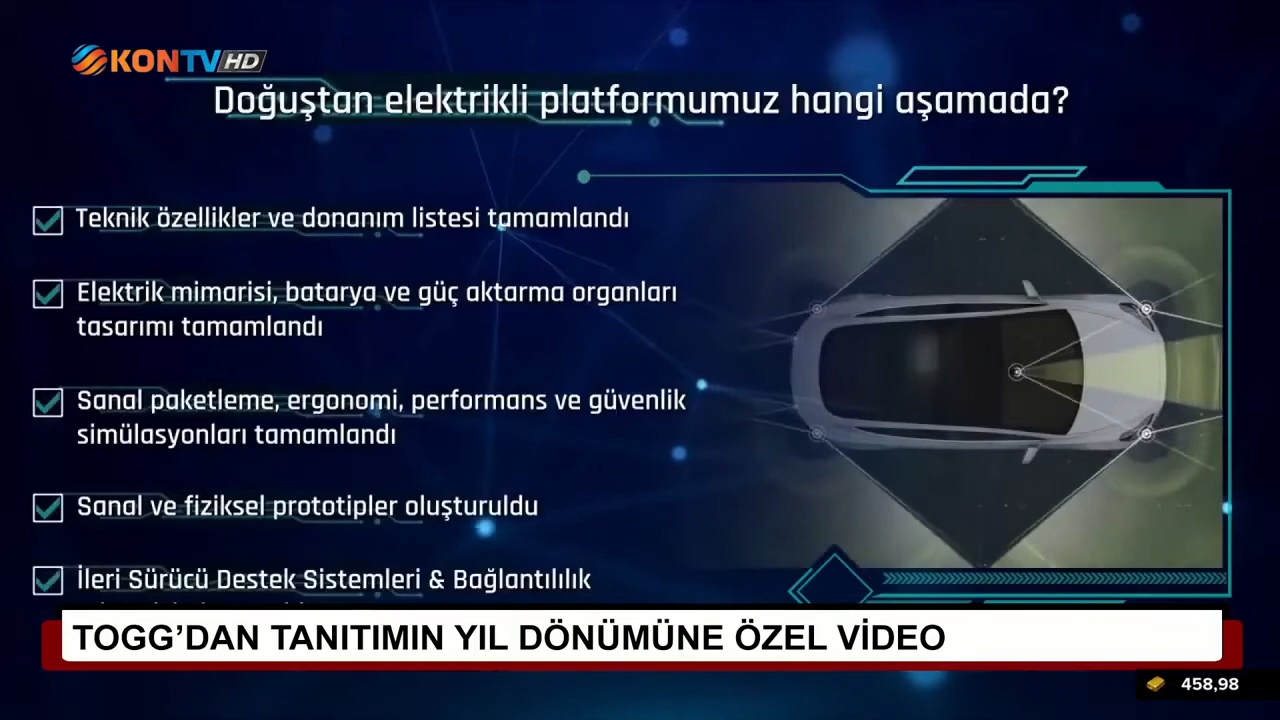 KONTV HD
Doğuştan elektrikli platformumuz hangi aşamada?
Teknik özellikler ve donanım listesi tamamlandı
Elektrik mimarisi, batarya ve güç aktarma organları
tasarımı tamamlandı
Sanal paketleme, ergonomi, performans ve güvenlik
simülasyonları tamamlandı
Sanal ve fiziksel prototipler oluşturuldu
İleri Sürücü Destek Sistemleri & Bağlantılılık
TOGG’DAN TANITIMIN YIL DÖNÜMÜNE ÖZEL VİDEO
458,98